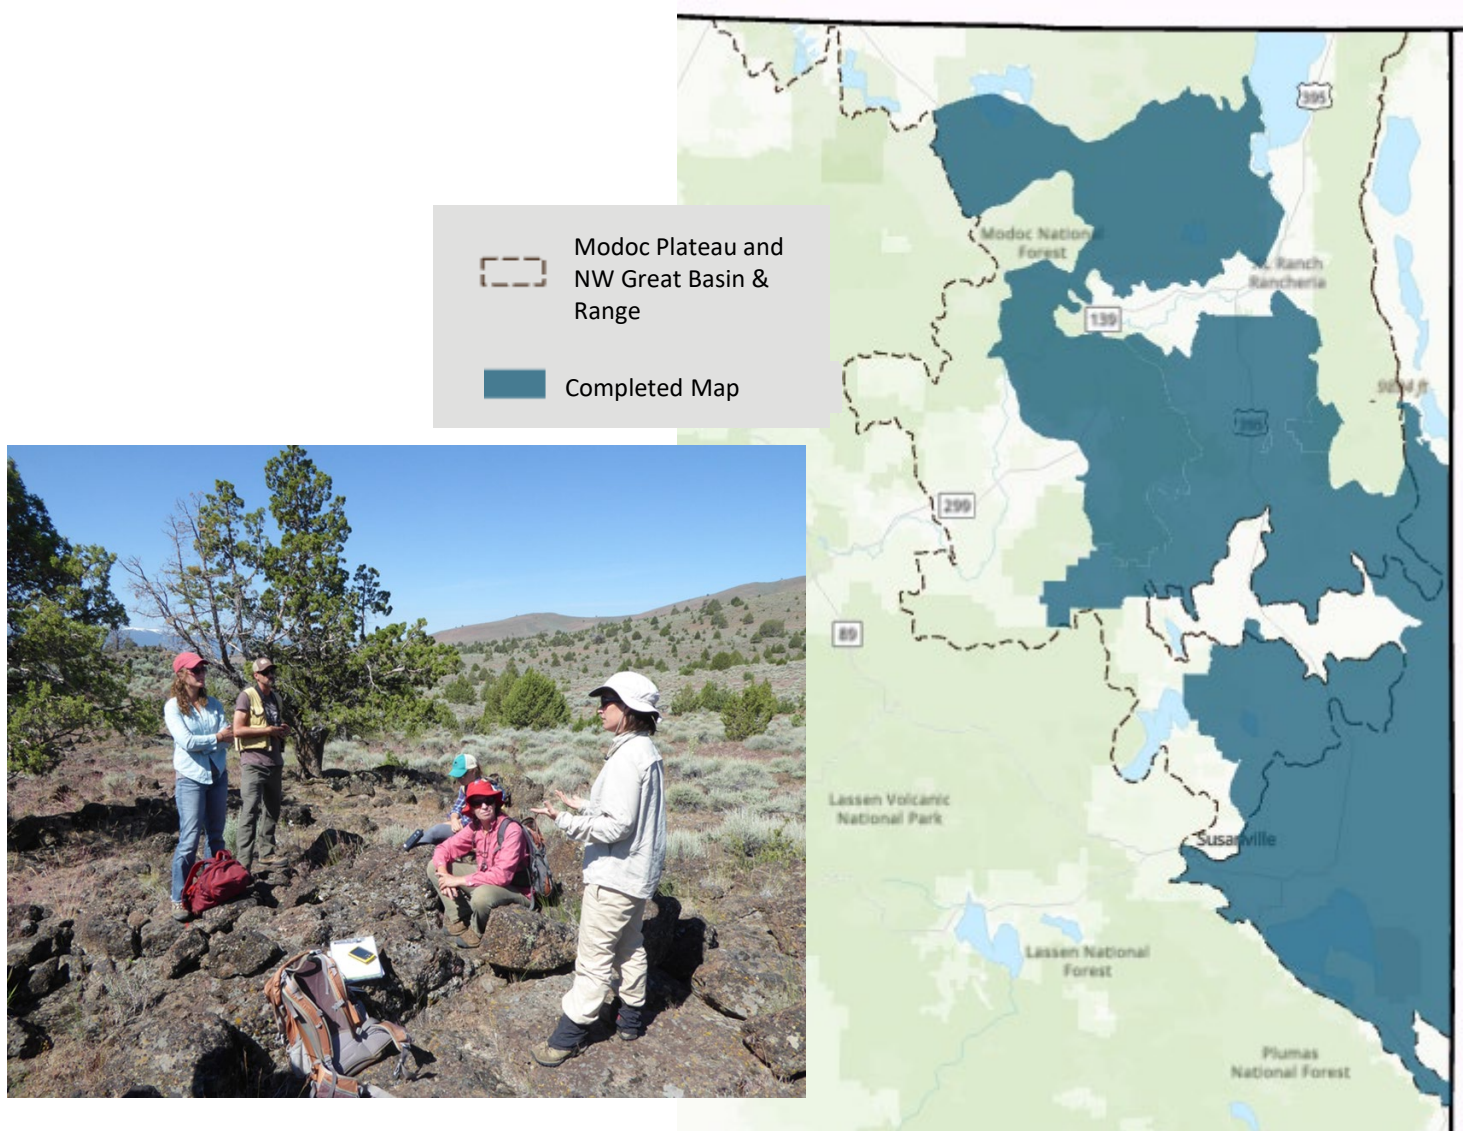 395
Modoc National
Forest
Ranch
Rancheria
Modoc Plateau and
NW Great Basin &
Range
Completed Map
139
395
299
89
Lassen Volcanic
National Park
Susanville
Lassen National
Forest
Plumas
National Forest